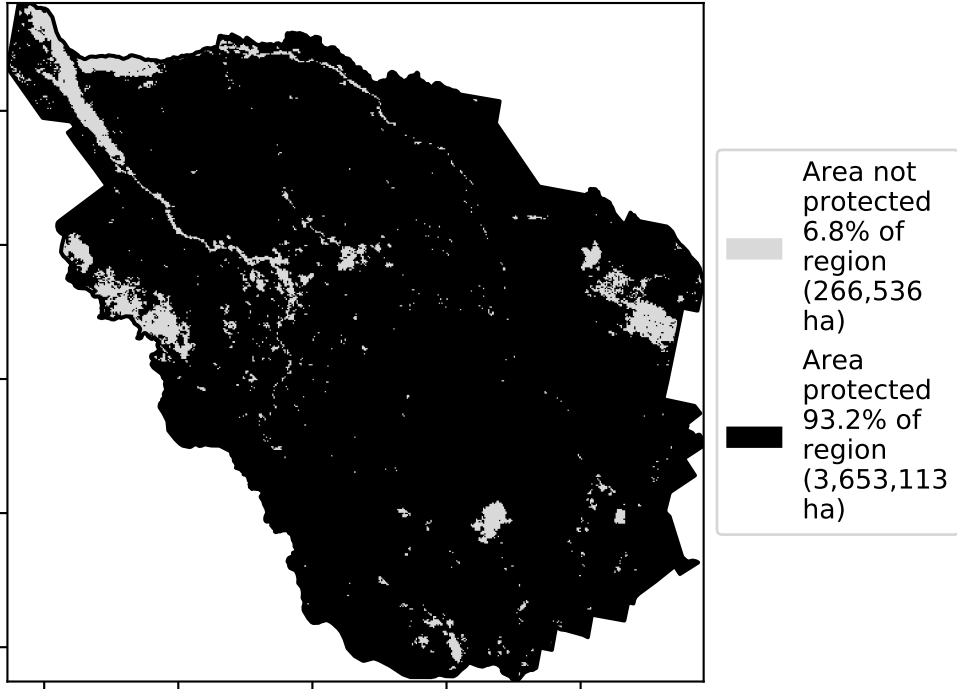 Area not
protected
6.8% of
region
(266,536
ha)
Area
protected
93.2% of
region
(3,653,113
ha)